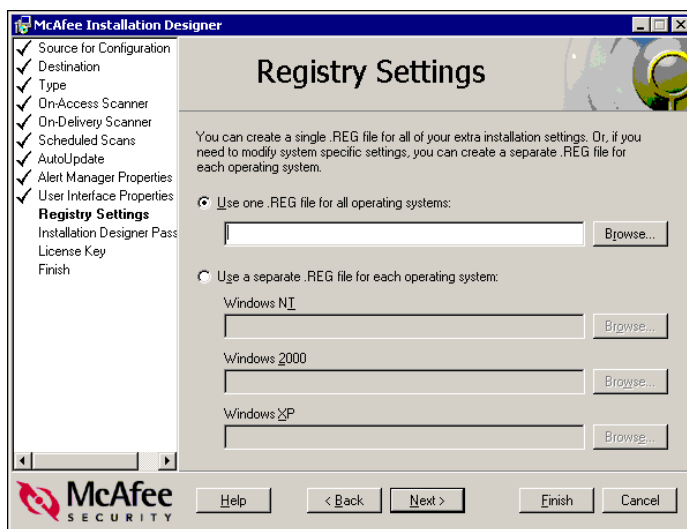 McAfee Installation Designer
Source for Configuration
Destination
Type
On-Access Scanner
On-Delivery Scanner
Scheduled Scans
AutoUpdate
Alert Manager Properties
User Interface Properties
Registry Settings
Installation Designer Pass
License Key
Finish
Registry Settings
You can create a single .REG file for all of your extra installation settings. Or, if you
need to modify system specific settings, you can create a separate .REG file for
each operating system.
Use one .REG file for all operating systems:
Browse...
Use a separate .REG file for each operating system:
Windows NT
Browse...
Windows 2000
Browse...
Windows XP
Browse...
McAfee
SECURITY
Help
< Back
Next >
Finish
Cancel